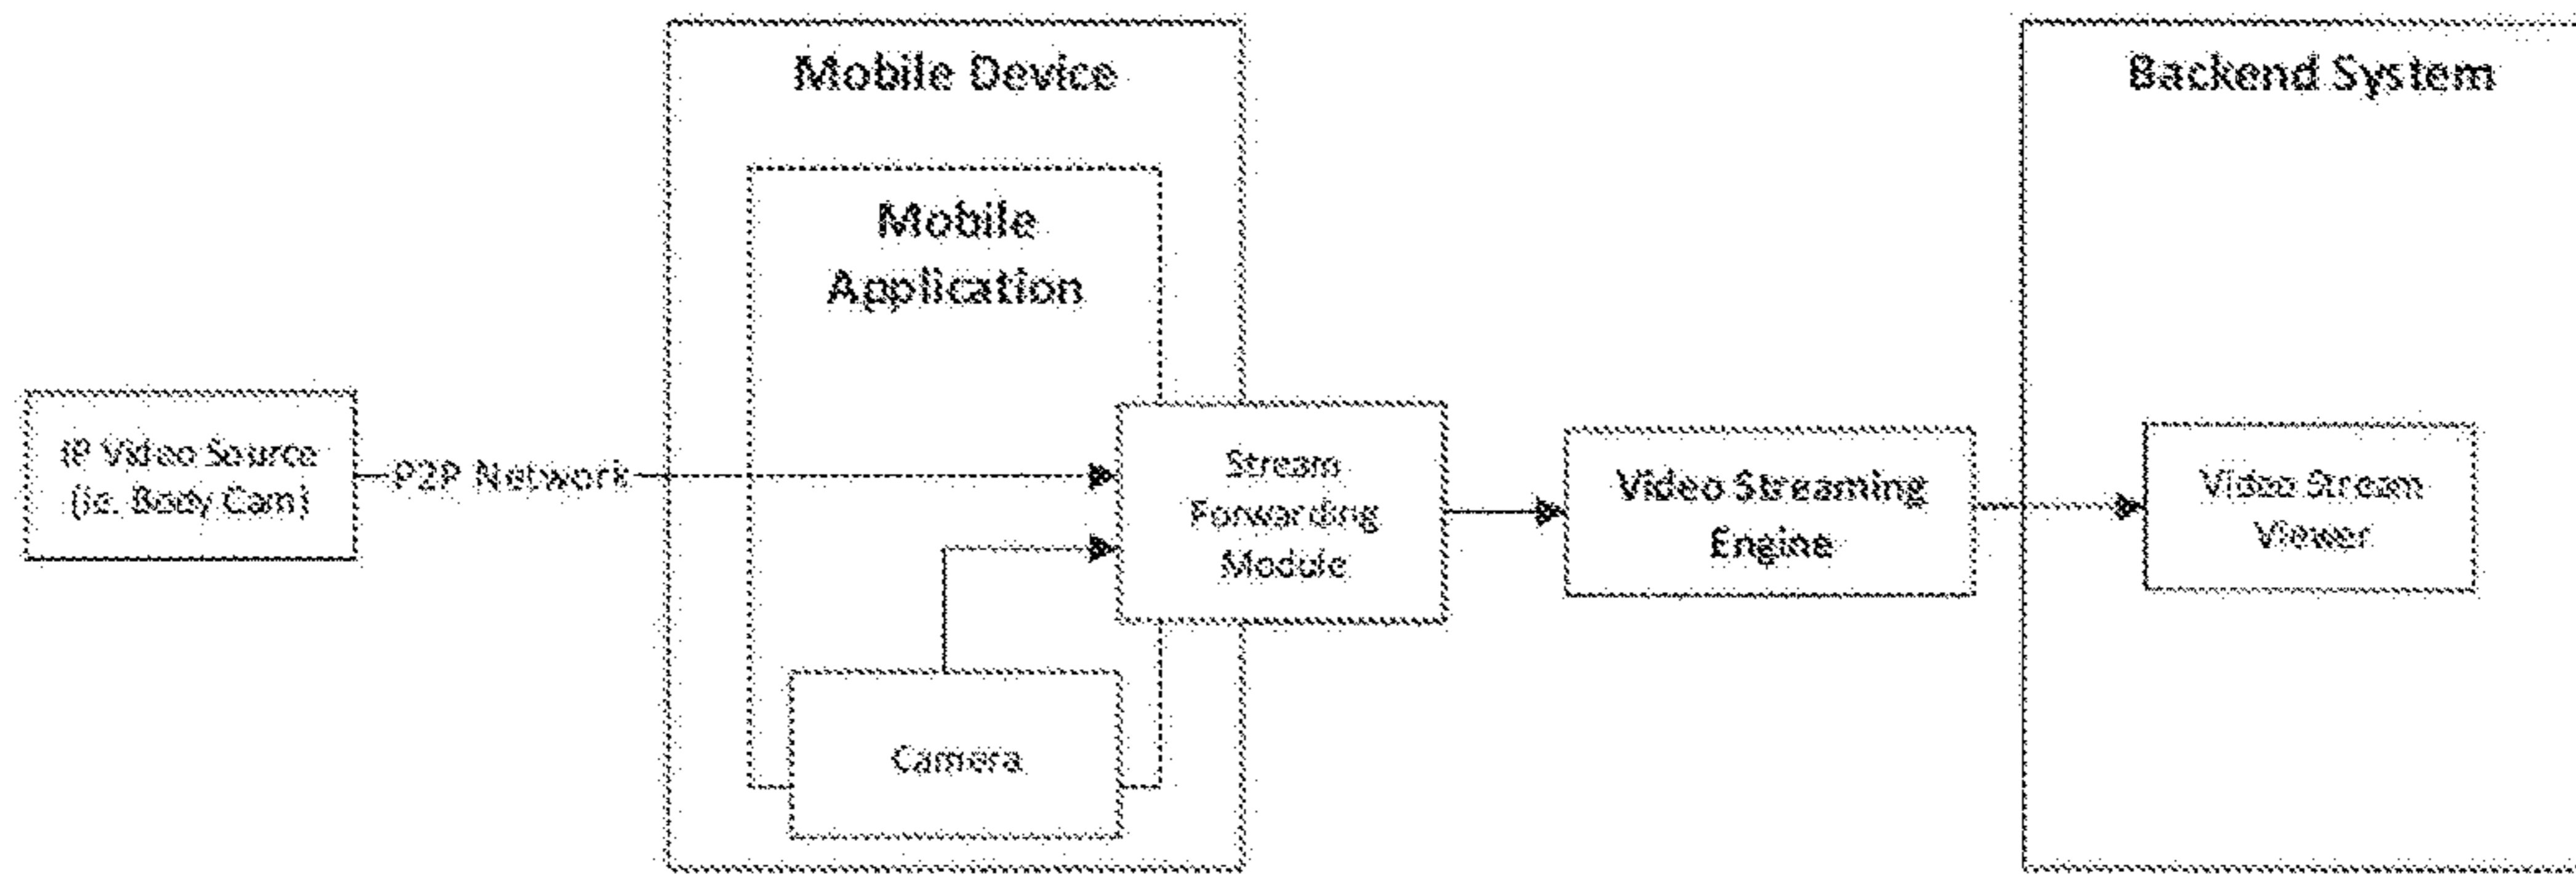 Mobile Device
Backend System
Mobile
Application
IP Video Source
(ie. Body Cam)
P2P Network
Stream
Forwarding
Module
Video Streaming
Engine
Video Stream
Viewer
Camera